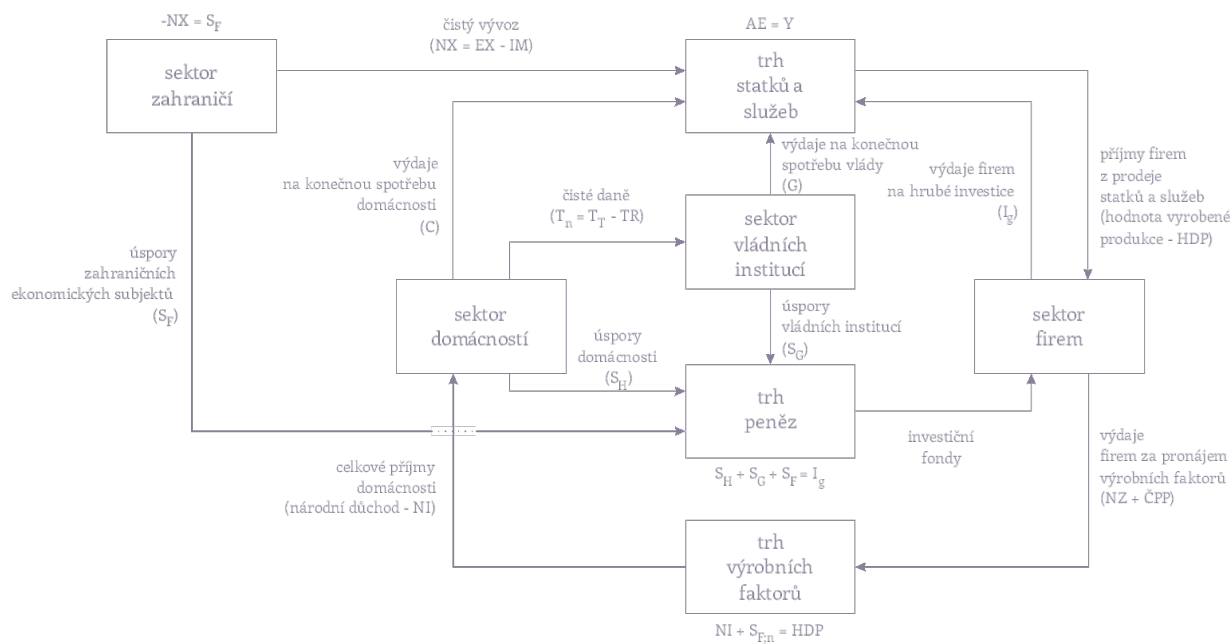 -NX = S_F
sektor
zahraničí
čistý vývoz
(NX = EX - IM)
AE = Y
trh
statků a
služeb
výdaje
na konečnou spotřebu
domácnosti
(C)
výdaje na konečnou
spotřebu vlády
(G)
výdaje firem
na hrubé investice
(I_g)
příjmy firem
z prodeje
statků a služeb
(hodnota vyrobené
produkce - HDP)
čisté daně
(T_n = T_T - TR)
sektor
vládních
institucí
úspory
zahraničních
ekonomických subjektů
(S_F)
sektor
domácností
úspory
domácnosti
(S_H)
úspory
vládních institucí
(S_G)
sektor
firem
trh
peněz
S_H + S_G + S_F = I_g
investiční
fondy
celkové příjmy
domácnosti
(národní důchod - NI)
výdaje
firem za pronájem
výrobních faktorů
(NZ + ČPP)
trh
výrobních
faktorů
NI + S_F;n = HDP